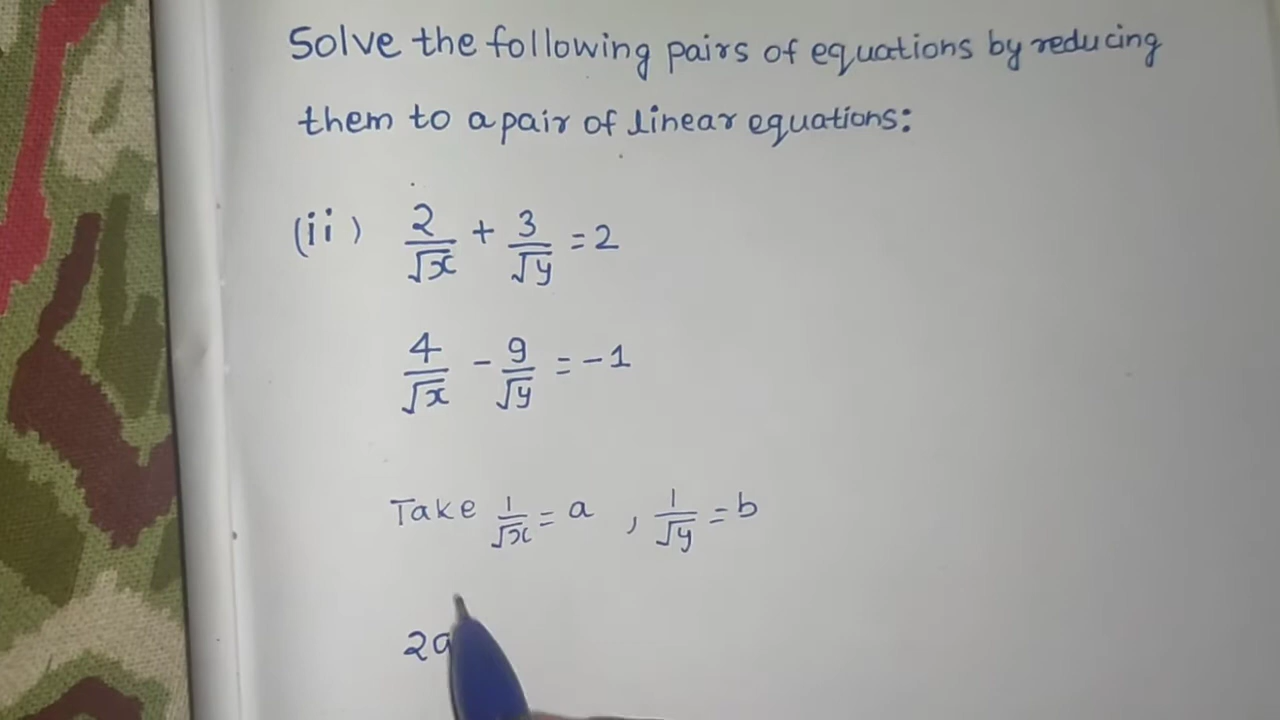 Solve the following pairs of equations by reducing
them to a pair of linear equations:
(ii) 2/√x + 3/√y = 2
4/√x - 9/√y = -1
Take 1/√x = a , 1/√y = b
2a